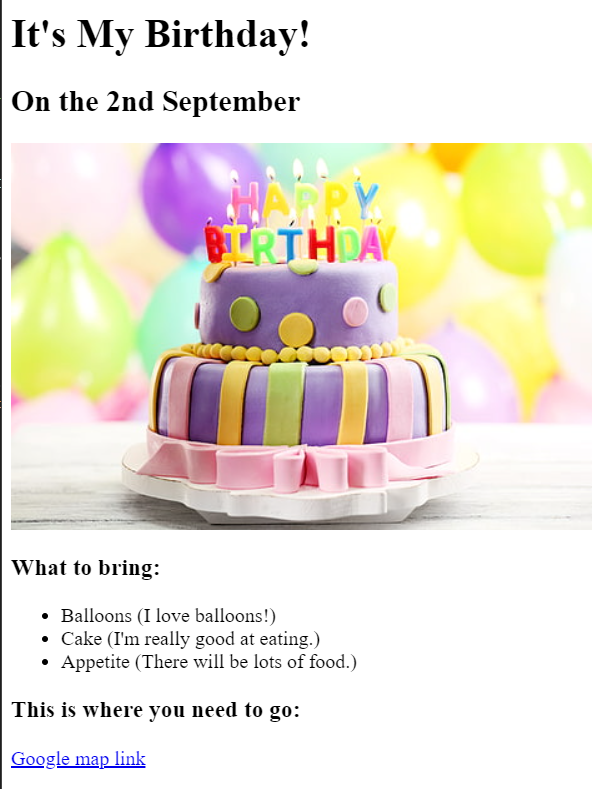 It's My Birthday!
On the 2nd September
HAPPY
BIRTHDAY
What to bring:
Balloons (I love balloons!)
Cake (I'm really good at eating.)
Appetite (There will be lots of food.)
This is where you need to go:
Google map link